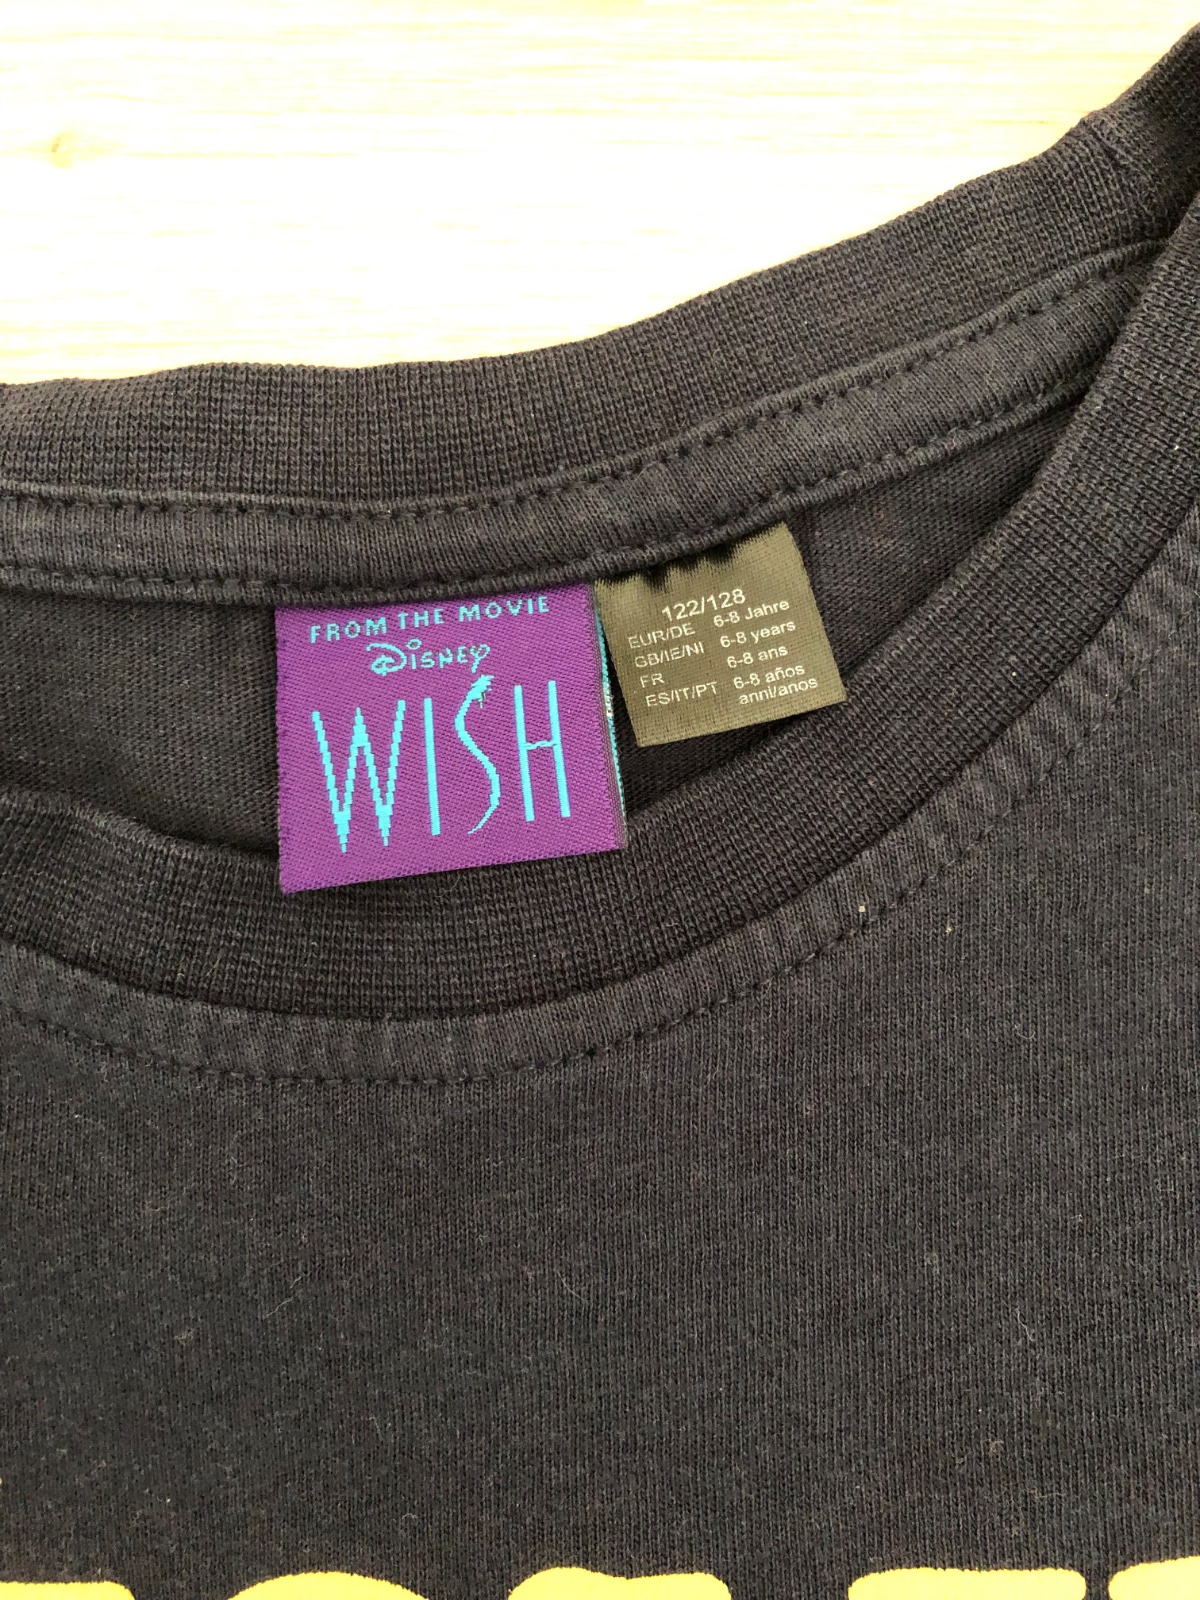 FROM THE MOVIE
Disney
WISH
122/128
EUR/DE 6-8 Jahre
GB/IE/NI 6-8 years
FR 6-8 ans
ES/IT/PT 6-8 años
anni/anos